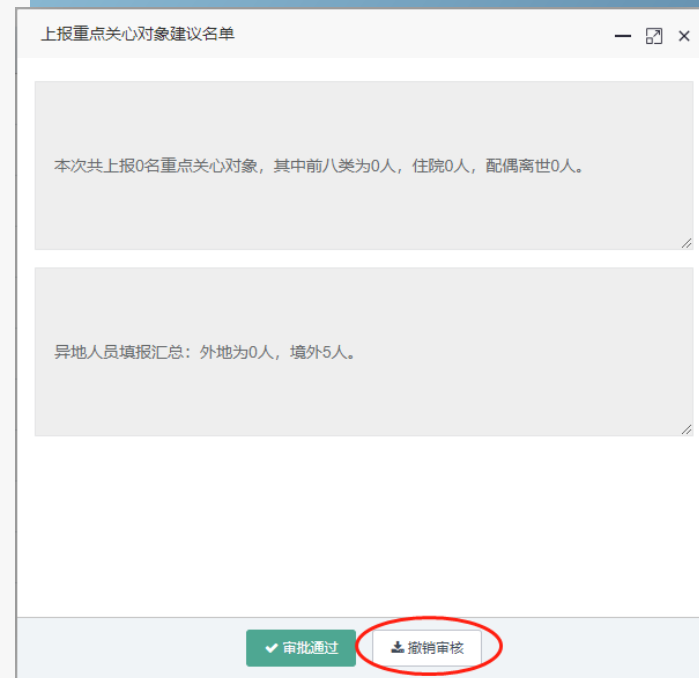 上报重点关心对象建议名单
本次共上报0名重点关心对象，其中前八类为0人，住院0人，配偶离世0人。
异地人员填报汇总：外地为0人，境外5人。
审批通过
撤销审核